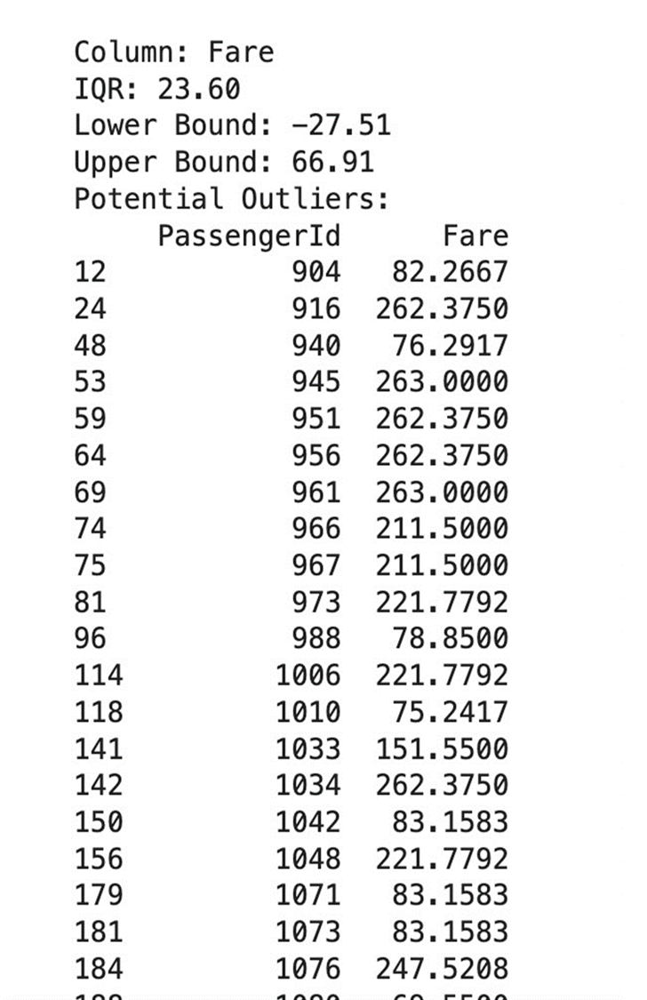 Column: Fare
IQR: 23.60
Lower Bound: -27.51
Upper Bound: 66.91
Potential Outliers:
PassengerId Fare
12 904 82.2667
24 916 262.3750
48 940 76.2917
53 945 263.0000
59 951 262.3750
64 956 262.3750
69 961 263.0000
74 966 211.5000
75 967 211.5000
81 973 221.7792
96 988 78.8500
114 1006 221.7792
118 1010 75.2417
141 1033 151.5500
142 1034 262.3750
150 1042 83.1583
156 1048 221.7792
179 1071 83.1583
181 1073 83.1583
184 1076 247.5208